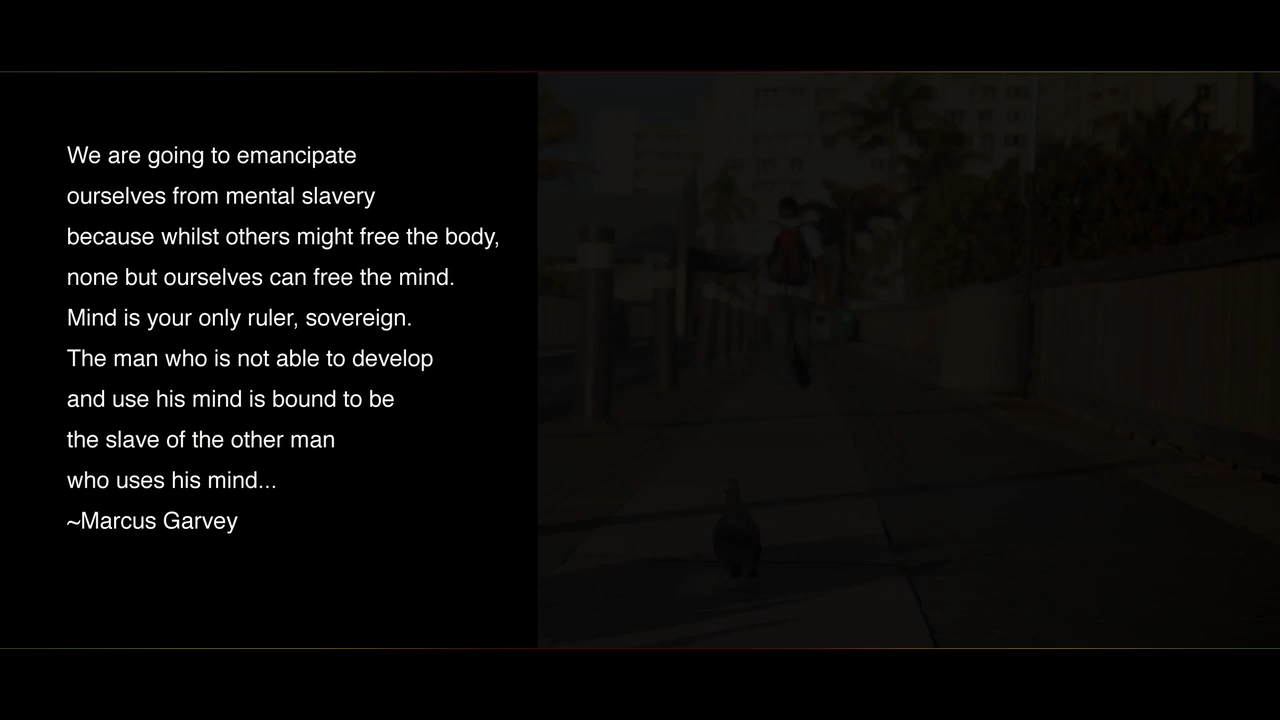 We are going to emancipate
ourselves from mental slavery
because whilst others might free the body,
none but ourselves can free the mind.
Mind is your only ruler, sovereign.
The man who is not able to develop
and use his mind is bound to be
the slave of the other man
who uses his mind...
~Marcus Garvey